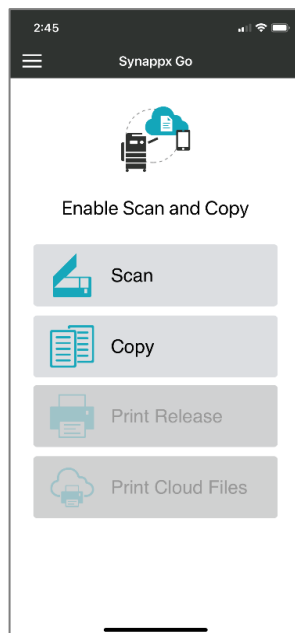 2:45
Synappx Go
Enable Scan and Copy
Scan
Copy
Print Release
Print Cloud Files